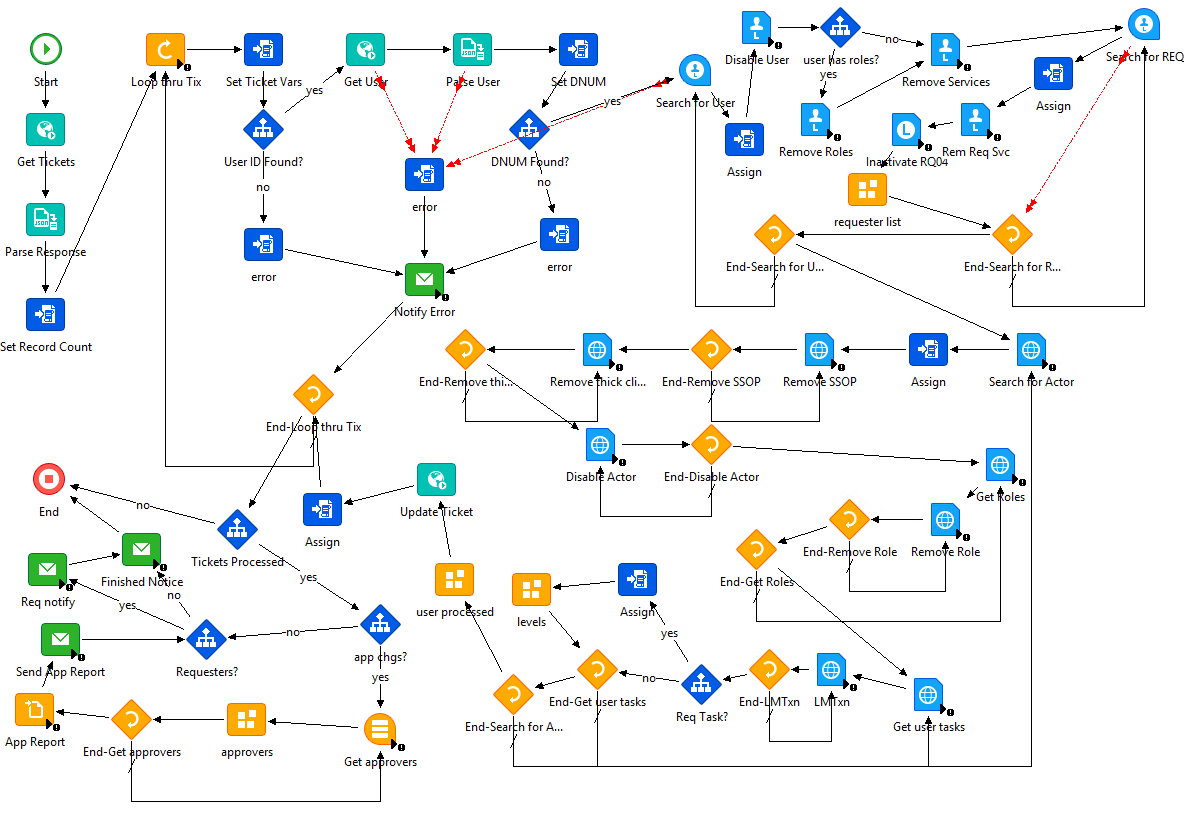 Start
Loop thru Tix
Set Ticket Vars
Get User
Parse User
Set DNUM
Disable User
user has roles?
no
Remove Services
Search for REQ
yes
yes
yes
Search for User
Assign
Get Tickets
User ID Found?
DNUM Found?
Assign
Remove Roles
Inactivate RQ04
Rem Req Svc
no
error
no
requester list
Parse Response
error
error
End-Search for U...
End-Search for R...
Notify Error
Set Record Count
End-Remove thi...
Remove thick cli...
End-Remove SSOP
Remove SSOP
Assign
Search for Actor
End-Loop thru Tix
Disable Actor
End-Disable Actor
Get Roles
End
no
Update Ticket
Assign
Tickets Processed
End-Remove Role
Remove Role
Finished Notice
yes
End-Get Roles
Req notify
yes
no
user processed
Assign
levels
no
app chgs?
yes
Send App Report
Requesters?
yes
no
End-Get user tasks
Req Task?
End-LMTxn
LMTxn
Get user tasks
End-Search for A...
App Report
End-Get approvers
approvers
Get approvers
json
json
L
L
L
L
L
L
L